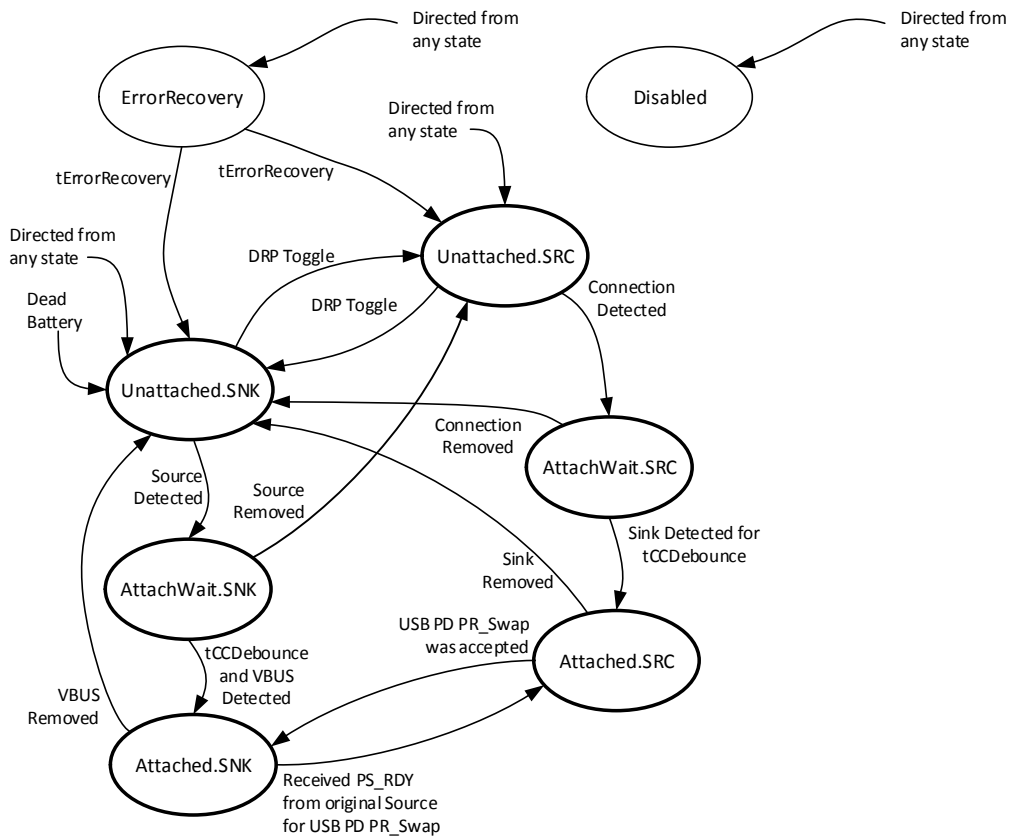 Directed from
any state
Directed from
any state
ErrorRecovery
Disabled
Directed from
any state
tErrorRecovery
tErrorRecovery
Directed from
any state
DRP Toggle
Unattached.SRC
Dead
Battery
DRP Toggle
Connection
Detected
Unattached.SNK
Connection
Removed
AttachWait.SRC
Source
Detected
Source
Removed
Sink Detected for
tCCDebounce
AttachWait.SNK
Sink
Removed
USB PD PR_Swap
was accepted
Attached.SRC
tCCDebounce
and VBUS
Detected
VBUS
Removed
Attached.SNK
Received PS_RDY
from original Source
for USB PD PR_Swap